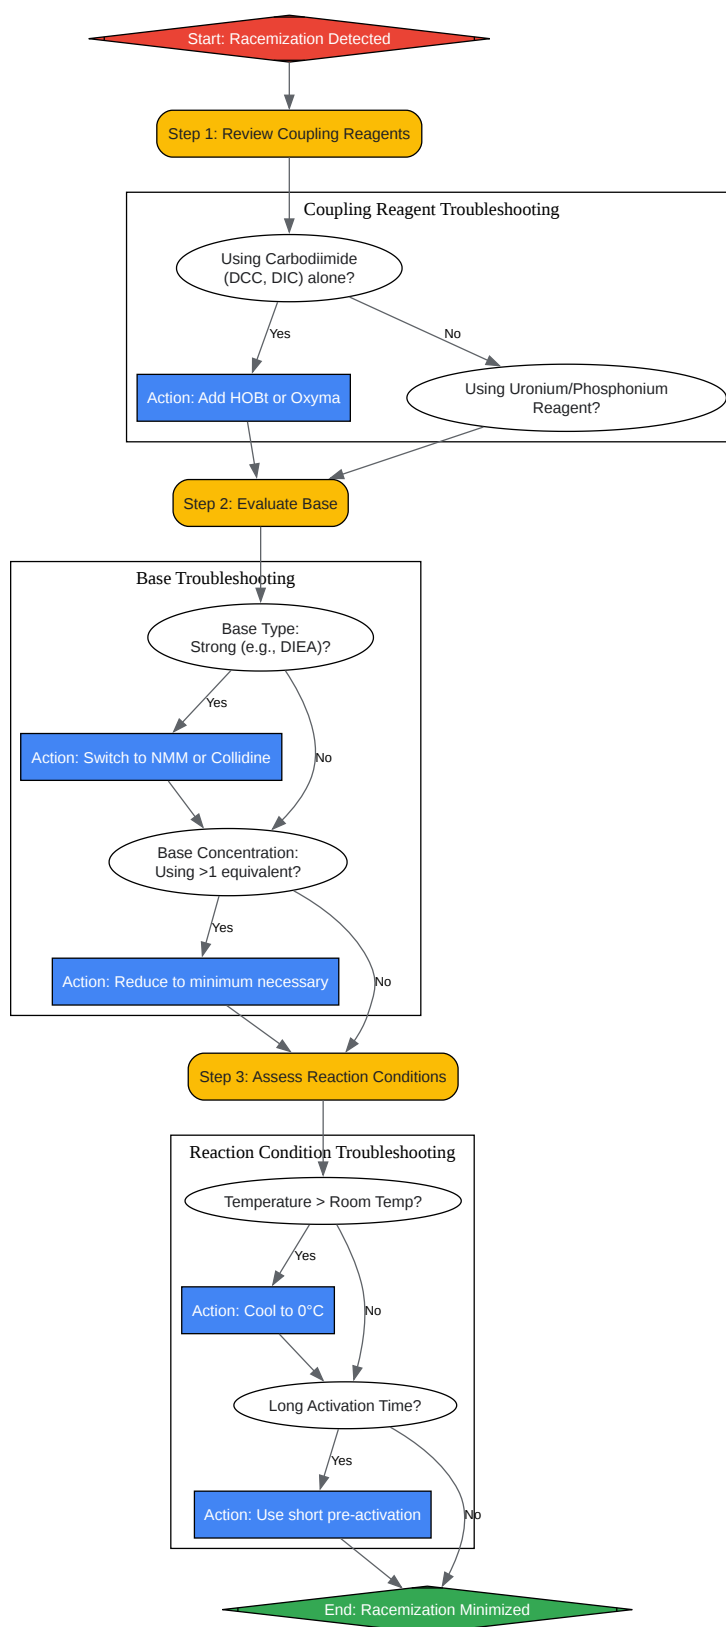 Start: Racemization Detected
Step 1: Review Coupling Reagents
Coupling Reagent Troubleshooting
Using Carbodiimide
(DCC, DIC) alone?
Yes
No
Action: Add HOBt or Oxyma
Using Uronium/Phosphonium
Reagent?
Step 2: Evaluate Base
Base Troubleshooting
Base Type:
Strong (e.g., DIEA)?
Yes
Action: Switch to NMM or Collidine
No
Base Concentration:
Using >1 equivalent?
Yes
Action: Reduce to minimum necessary
No
Step 3: Assess Reaction Conditions
Reaction Condition Troubleshooting
Temperature > Room Temp?
Yes
Action: Cool to 0°C
No
Long Activation Time?
Yes
Action: Use short pre-activation
No
End: Racemization Minimized